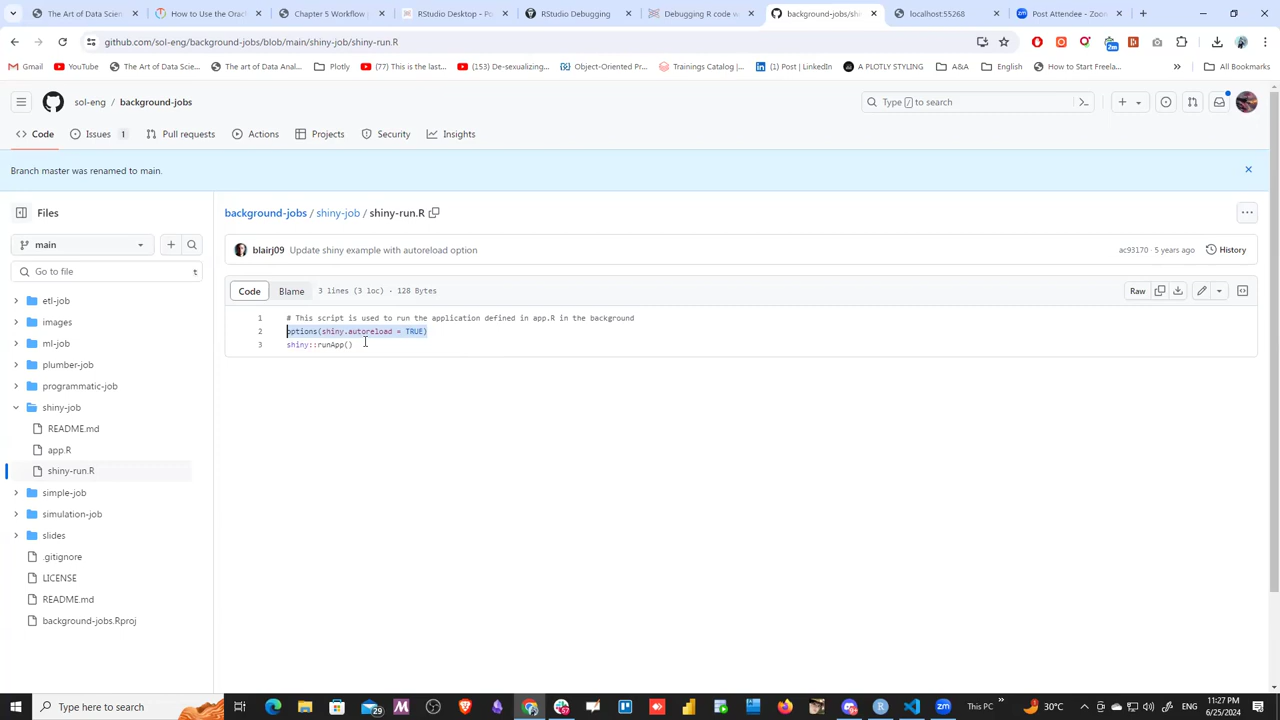 The Art of Data Scienc
How to Use the Oracl
Chapter 5 Workflow
RStudio Desktop - Po
RStudio Debugging
Debugging R code w
background-jobs/shi
localhost:55268
Post Attendee - Zoo
github.com/sol-eng/background-jobs/blob/main/shiny-job/shiny-run.R
2m
Gmail
YouTube
The Art of Data Scie...
The art of Data Anal...
Plotly
(77) This is the last...
(153) De-sexualizing...
Object-Oriented Pr...
Trainings Catalog |...
(1) Post | LinkedIn
A PLOTLY STYLING
A&A
English
How to Start Freela...
All Bookmarks
sol-eng / background-jobs
Type / to search
Code
Issues 1
Pull requests
Actions
Projects
Security
Insights
Branch master was renamed to main.
Files
background-jobs / shiny-job / shiny-run.R
main
blairj09 Update shiny example with autoreload option
ac93170 · 5 years ago
History
Go to file
t
Code
Blame
3 lines (3 loc) · 128 Bytes
Raw
1 # This script is used to run the application defined in app.R in the background
2 options(shiny.autoreload = TRUE)
3 shiny::runApp()
etl-job
images
ml-job
plumber-job
programmatic-job
shiny-job
README.md
app.R
shiny-run.R
simple-job
simulation-job
slides
.gitignore
LICENSE
README.md
background-jobs.Rproj
Type here to search
29
57
This PC
30°C
ENG
11:27 PM
6/25/2024